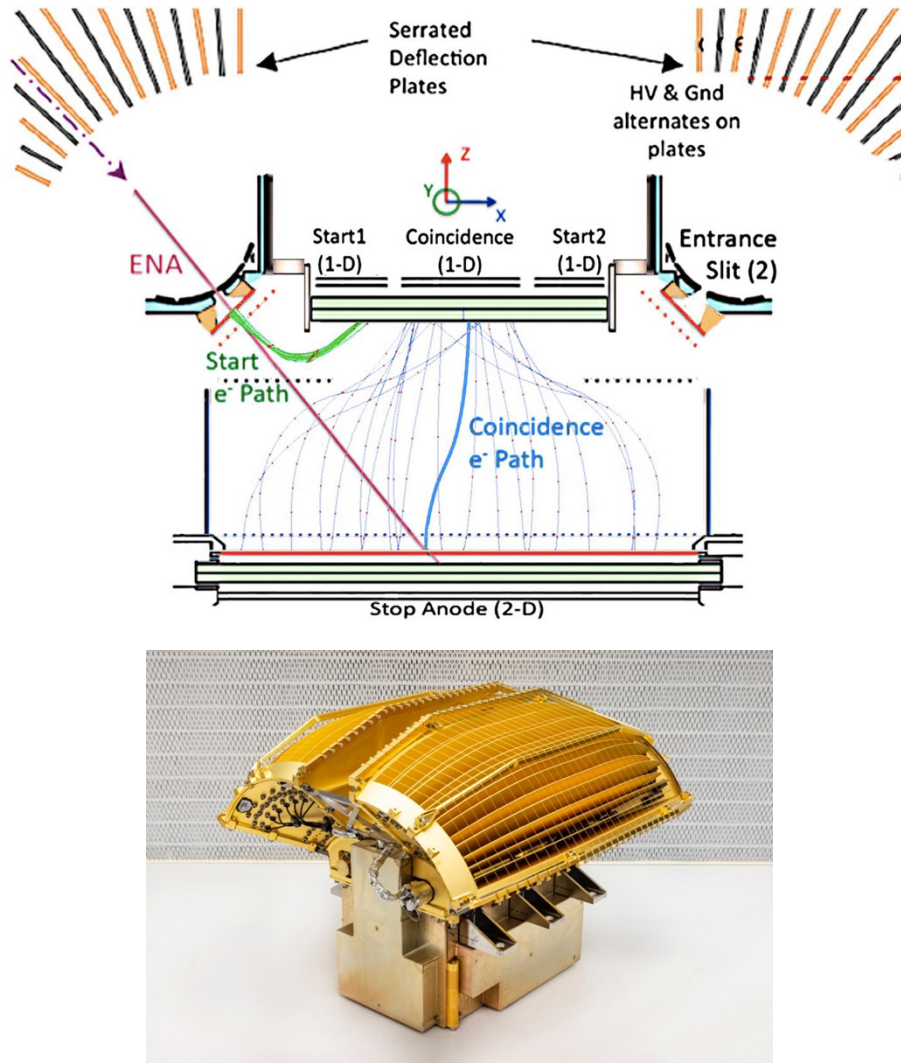 Serrated
Deflection
Plates
HV & Gnd
alternates on
plates
Z
Y
X
Start1
(1-D)
Coincidence
(1-D)
Start2
(1-D)
Entrance
Slit (2)
ENA
Start
e- Path
Coincidence
e- Path
Stop Anode (2-D)